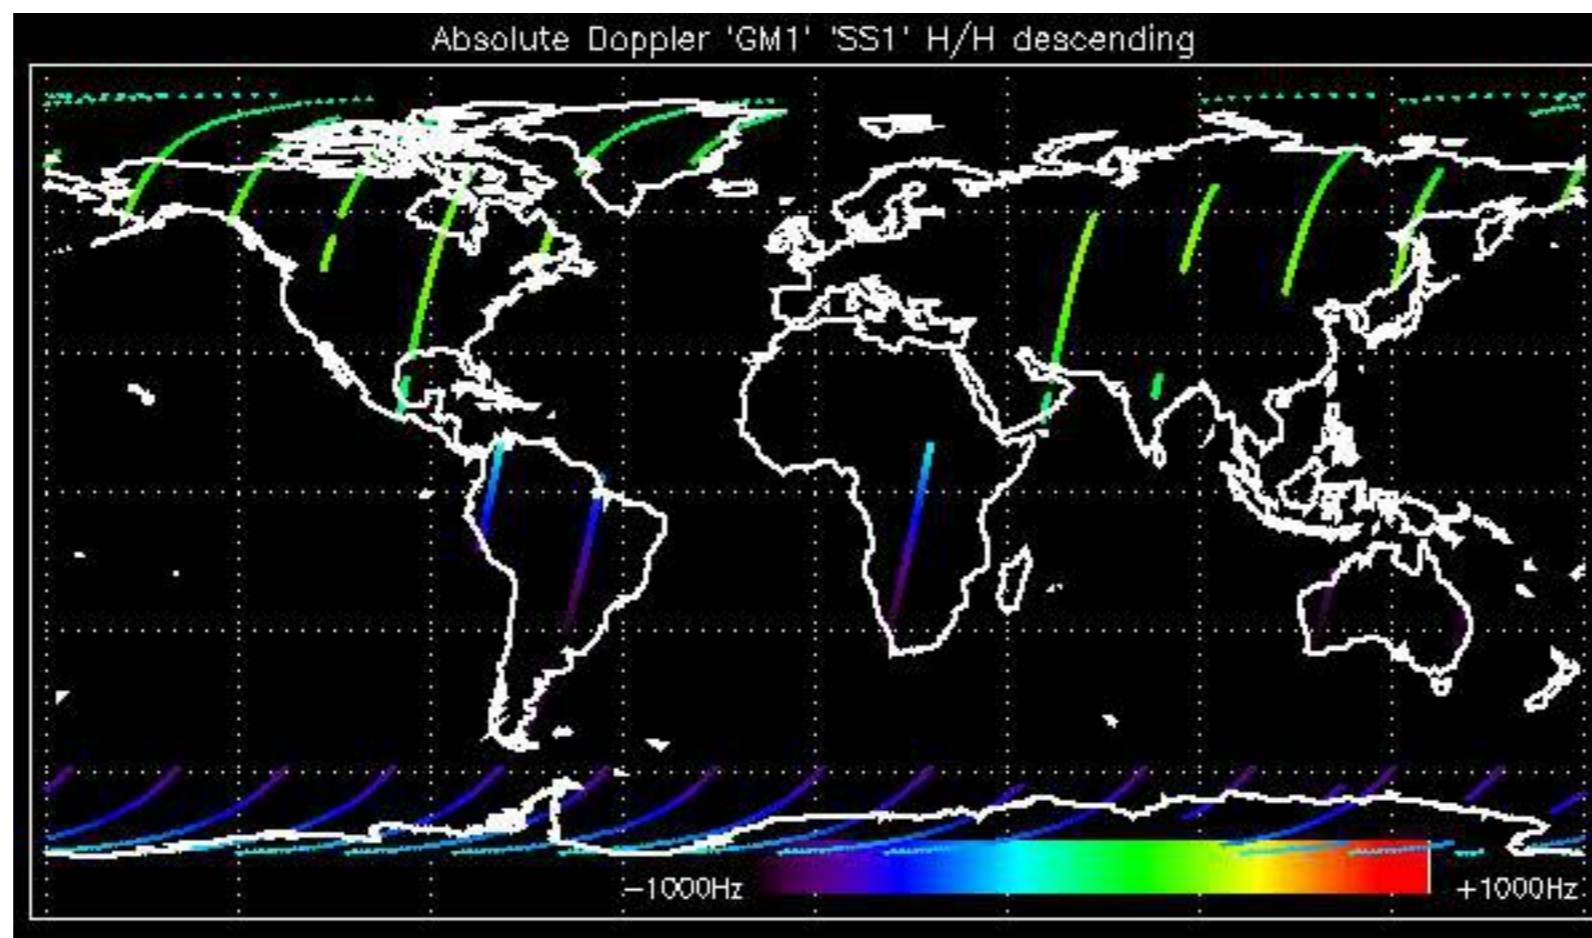 Absolute Doppler 'GM1' 'SS1' H/H descending
-1000Hz +1000Hz